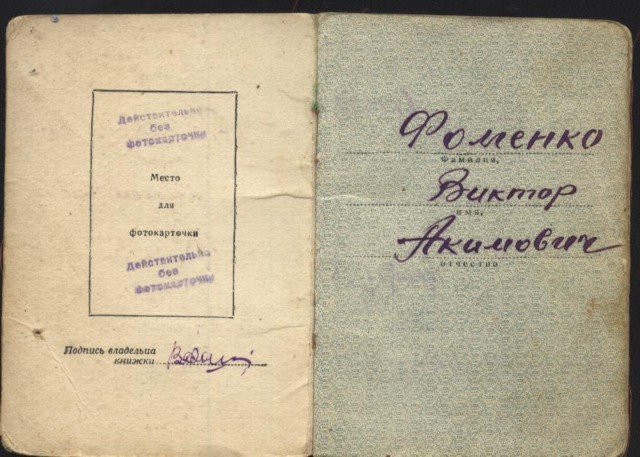 Действительна
без
фотокарточки
Место
для
фотокарточки
Действительна
без
фотокарточки
Подпись владельца
книжки
Фоменко
фамилия,
Виктор
имя,
Акимович
отчество